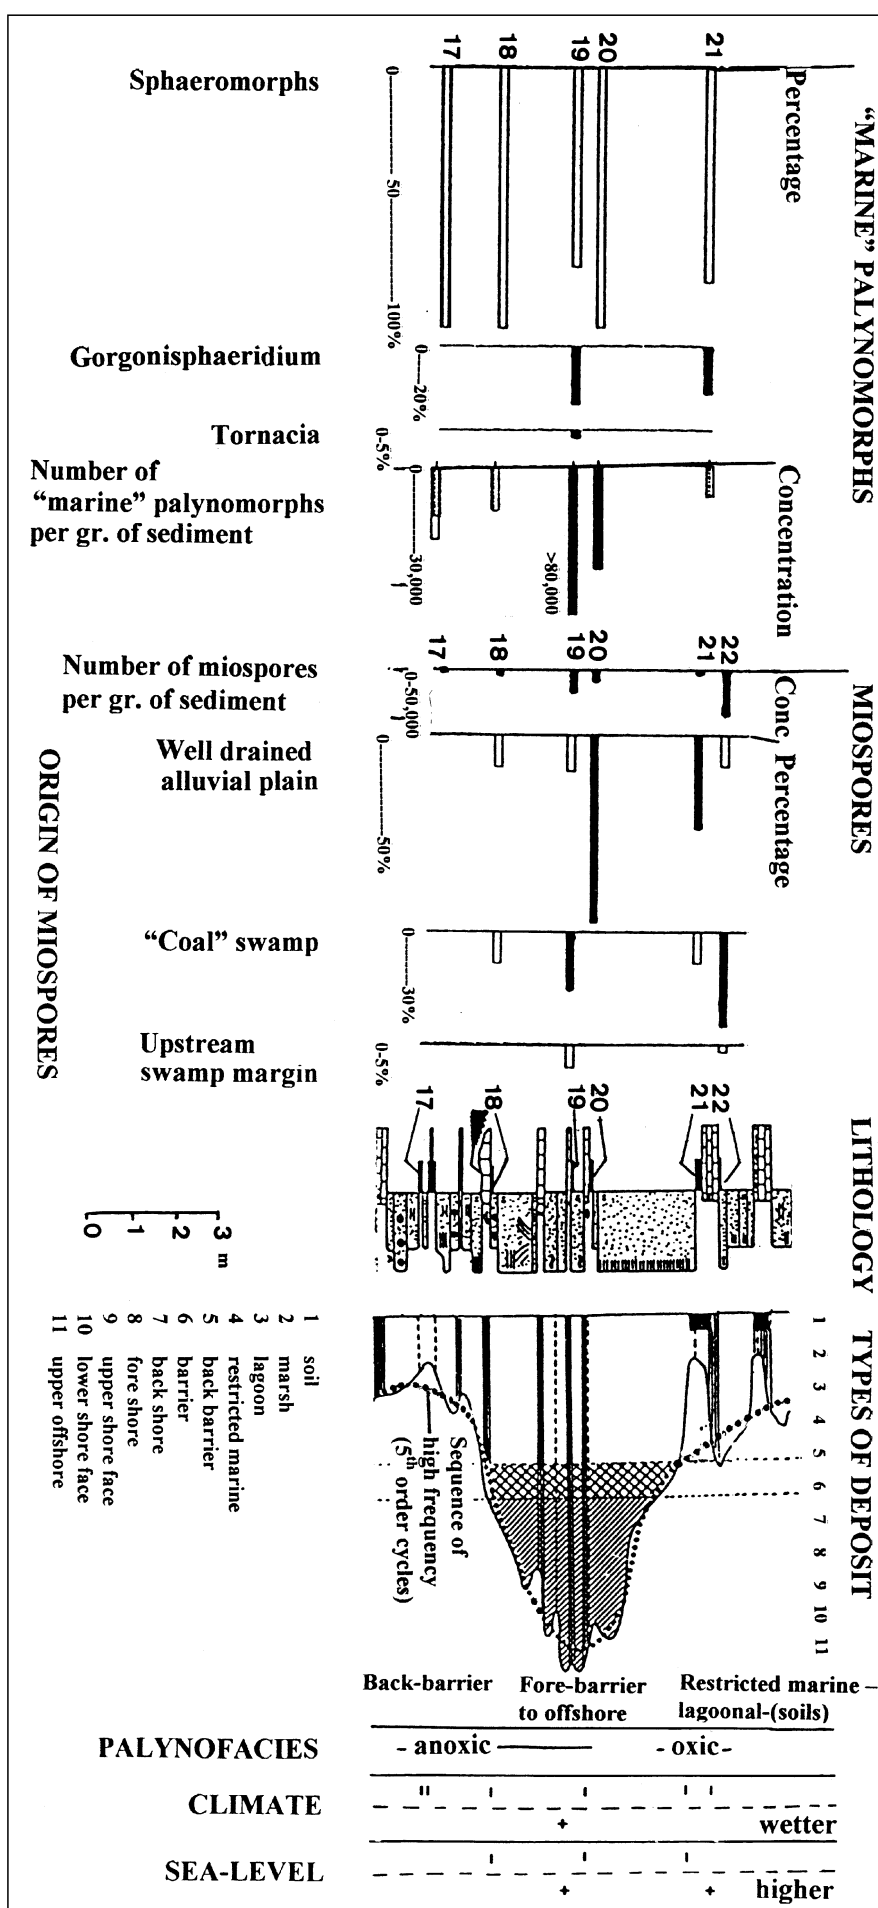 "MARINE" PALYNOMORPHS
Percentage
17 18 19 20 21
Sphaeromorphs
0 50 100%
Gorgonisphaeridium
0 20%
Tornacia
0-5%
Concentration
Number of
"marine" palynomorphs
per gr. of sediment
0 30,000
>80,000
MIOSPORES
Conc. Percentage
17 18 19 20 21 22
Number of miospores
per gr. of sediment
0-50,000
ORIGIN OF MIOSPORES
Well drained
alluvial plain
0 50%
"Coal" swamp
0 30%
Upstream
swamp margin
0-5%
LITHOLOGY
17 18 19 20 21 22
0 1 2 3 m
TYPES OF DEPOSIT
1 2 3 4 5 6 7 8 9 10 11
1 soil
2 marsh
3 lagoon
4 restricted marine
5 back barrier
6 barrier
7 back shore
8 fore shore
9 upper shore face
10 lower shore face
11 upper offshore
Sequence of
high frequency
(5th order cycles)
Back-barrier
Fore-barrier
to offshore
Restricted marine –
lagoonal-(soils)
PALYNOFACIES
- anoxic
- oxic-
CLIMATE
= - - - -
+
wetter
SEA-LEVEL
- - -
+ +
higher